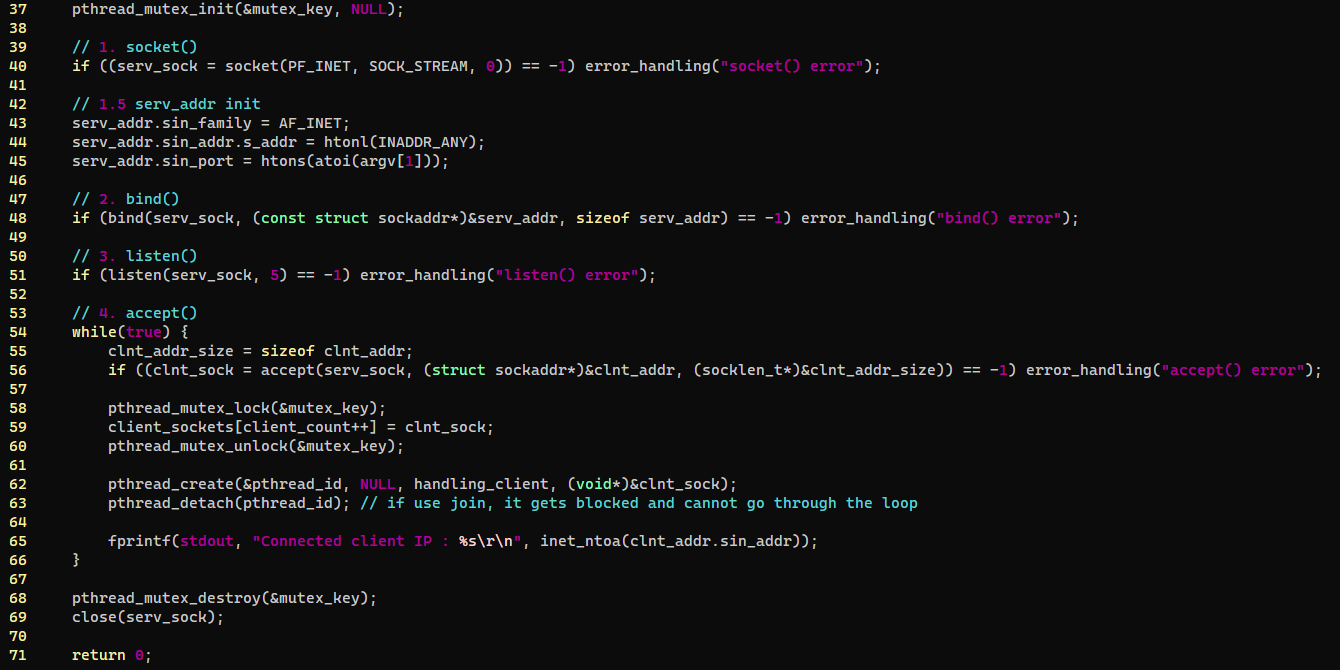 37     pthread_mutex_init(&mutex_key, NULL);
38
39     // 1. socket()
40     if ((serv_sock = socket(PF_INET, SOCK_STREAM, 0)) == -1) error_handling("socket() error");
41
42     // 1.5 serv_addr init
43     serv_addr.sin_family = AF_INET;
44     serv_addr.sin_addr.s_addr = htonl(INADDR_ANY);
45     serv_addr.sin_port = htons(atoi(argv[1]));
46
47     // 2. bind()
48     if (bind(serv_sock, (const struct sockaddr*)&serv_addr, sizeof serv_addr) == -1) error_handling("bind() error");
49
50     // 3. listen()
51     if (listen(serv_sock, 5) == -1) error_handling("listen() error");
52
53     // 4. accept()
54     while(true) {
55         clnt_addr_size = sizeof clnt_addr;
56         if ((clnt_sock = accept(serv_sock, (struct sockaddr*)&clnt_addr, (socklen_t*)&clnt_addr_size)) == -1) error_handling("accept() error");
57
58         pthread_mutex_lock(&mutex_key);
59         client_sockets[client_count++] = clnt_sock;
60         pthread_mutex_unlock(&mutex_key);
61
62         pthread_create(&pthread_id, NULL, handling_client, (void*)&clnt_sock);
63         pthread_detach(pthread_id); // if use join, it gets blocked and cannot go through the loop
64
65         fprintf(stdout, "Connected client IP : %s\r\n", inet_ntoa(clnt_addr.sin_addr));
66     }
67
68     pthread_mutex_destroy(&mutex_key);
69     close(serv_sock);
70
71     return 0;